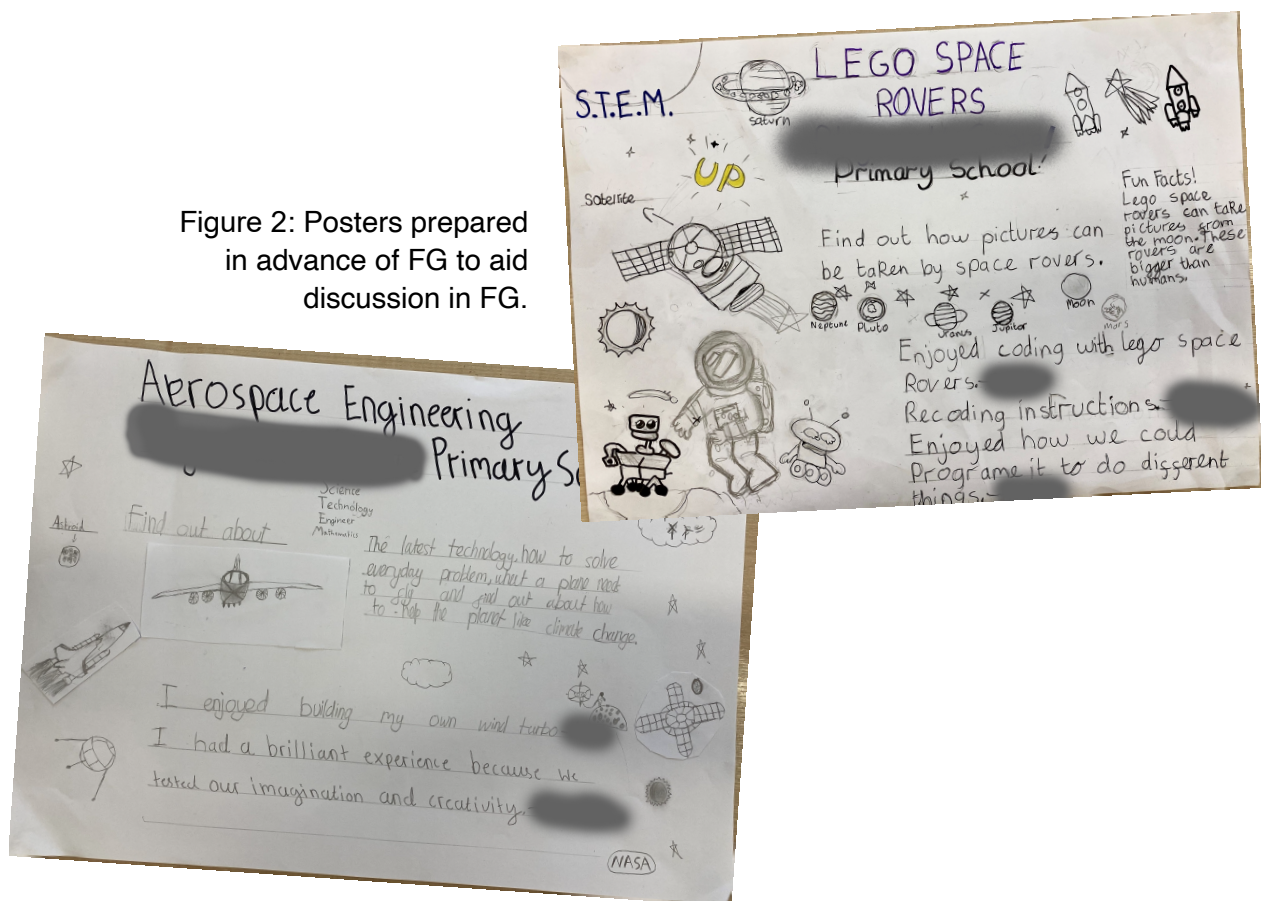 Figure 2: Posters prepared
in advance of FG to aid
discussion in FG.
S.T.E.M.
LEGO SPACE
ROVERS
Primary School!
saturn
UP
Satellite
Fun Facts!
Lego space
rovers can take
pictures from
the moon. These
rovers are
bigger than
humans.
Find out how pictures can
be taken by space rovers.
Neptune
Pluto
Uranus
Jupitor
Moon
Mars
Enjoyed coding with lego space
Rovers.-
Recoding instructions.-
Enjoyed how we could
Programe it to do different
things.-
Aerospace Engineering
Primary Sc
Science
Technology
Engineer
Mathematics
Astroid
Find out about
The latest technology, how to solve
everyday problem, what a plane need
to fly and find out about how
to help the planet like climate change.
I enjoyed building my own wind turbo
I had a brilliant experience because we
tested our imagination and creativity.-
NASA